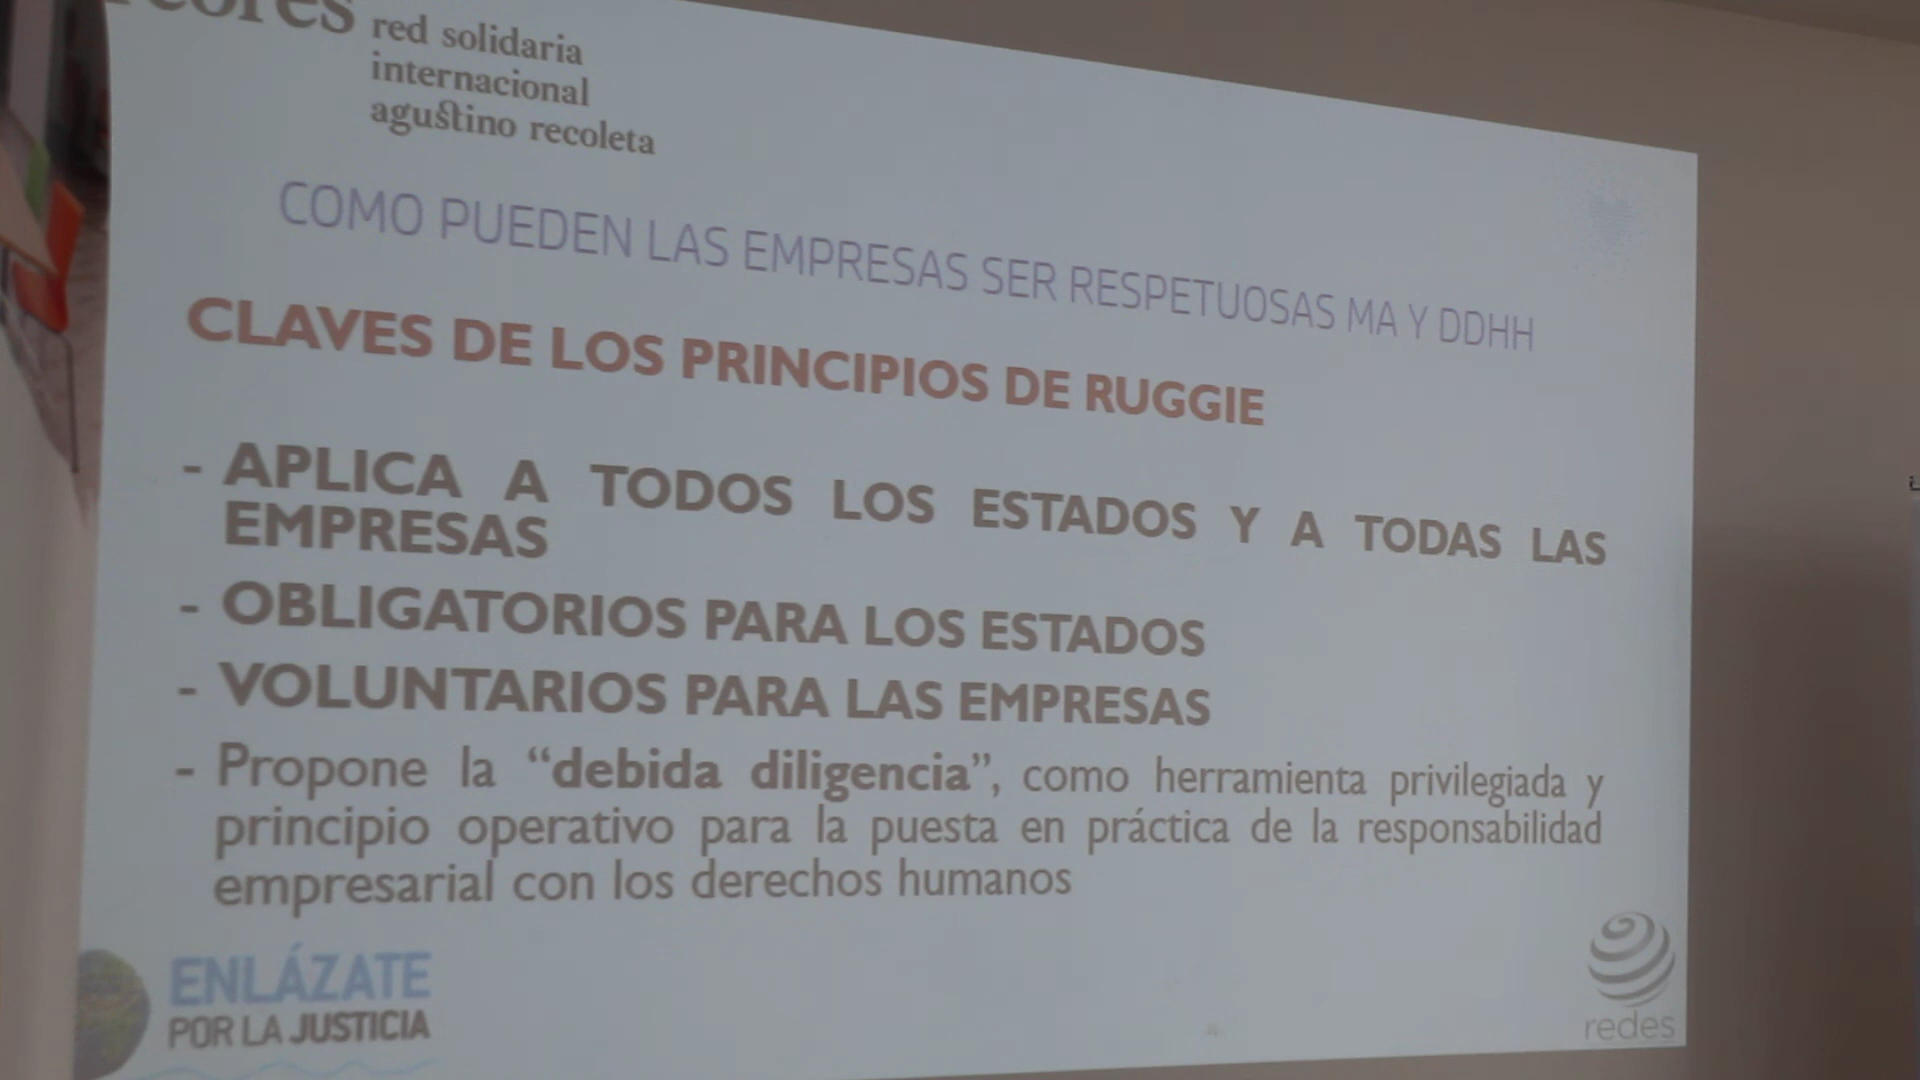 red solidaria
internacional
agustino recoleta
COMO PUEDEN LAS EMPRESAS SER RESPETUOSAS MA Y DDHH
CLAVES DE LOS PRINCIPIOS DE RUGGIE
- APLICA A TODOS LOS ESTADOS Y A TODAS LAS
EMPRESAS
- OBLIGATORIOS PARA LOS ESTADOS
- VOLUNTARIOS PARA LAS EMPRESAS
- Propone la “debida diligencia”, como herramienta privilegiada y
principio operativo para la puesta en práctica de la responsabilidad
empresarial con los derechos humanos
ENLÁZATE
POR LA JUSTICIA
redes